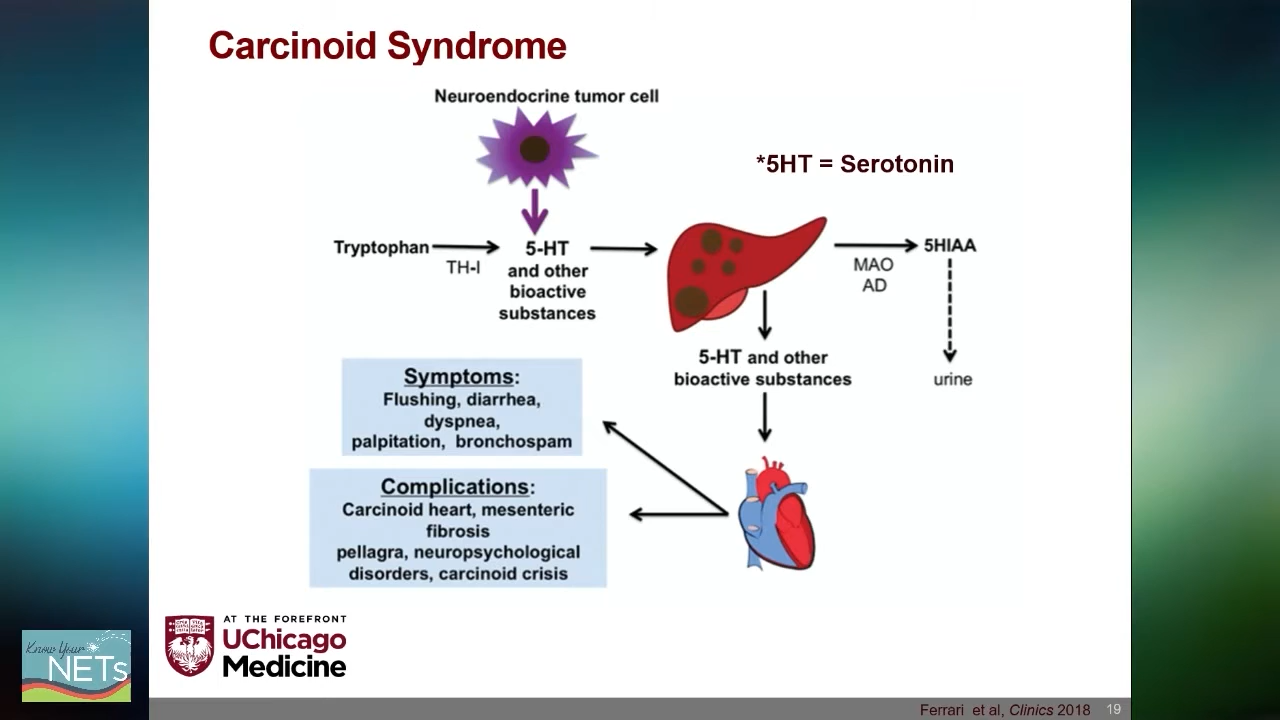 Carcinoid Syndrome
Neuroendocrine tumor cell
*5HT = Serotonin
Tryptophan
TH-I
5-HT
and other
bioactive
substances
5HIAA
MAO
AD
5-HT and other
bioactive substances
urine
Symptoms:
Flushing, diarrhea,
dyspnea,
palpitation, bronchospam
Complications:
Carcinoid heart, mesenteric
fibrosis
pellagra, neuropsychological
disorders, carcinoid crisis
Know Your
NETs
AT THE FOREFRONT
UChicago
Medicine
Ferrari et al, Clinics 2018
19